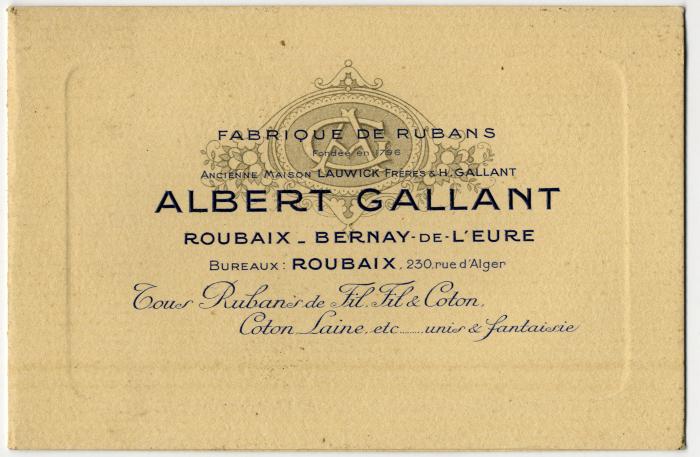 FABRIQUE DE RUBANS
Fondée en 1796
ANCIENNE MAISON LAUWICK FRÈRES & H. GALLANT
ALBERT GALLANT
ROUBAIX _ BERNAY-DE-L'EURE
BUREAUX : ROUBAIX, 230, rue d'Alger
Tous Rubans de Fil, Fil & Coton,
Coton, Laine, etc........ unis & fantaisie